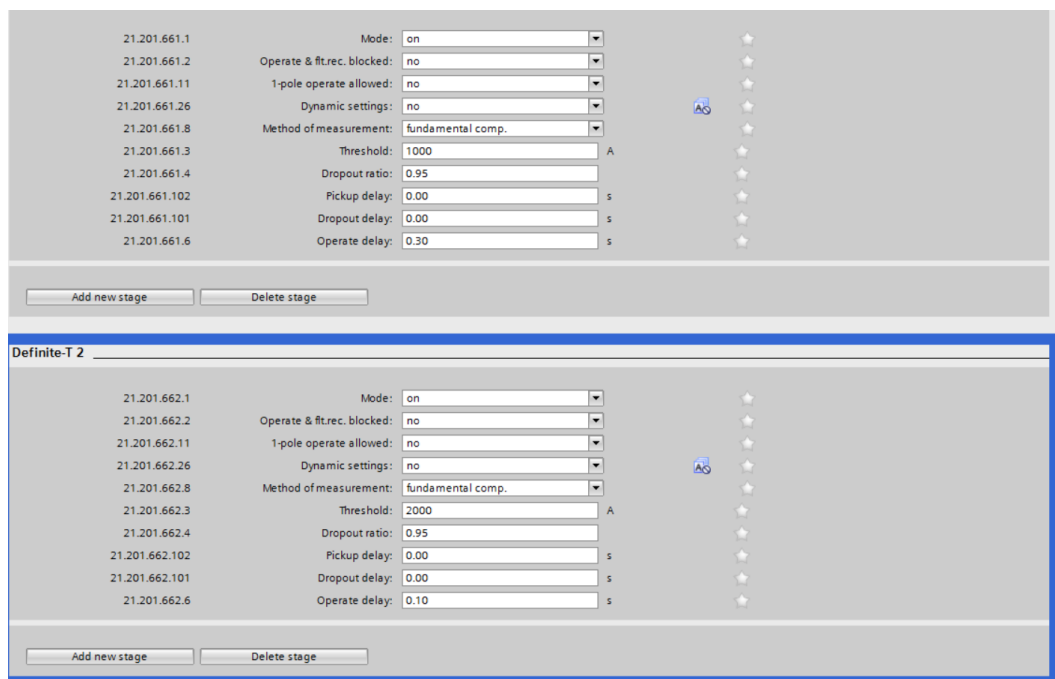 21.201.661.1 Mode: on
21.201.661.2 Operate & flt.rec. blocked: no
21.201.661.11 1-pole operate allowed: no
21.201.661.26 Dynamic settings: no
21.201.661.8 Method of measurement: fundamental comp.
21.201.661.3 Threshold: 1000 A
21.201.661.4 Dropout ratio: 0.95
21.201.661.102 Pickup delay: 0.00 s
21.201.661.101 Dropout delay: 0.00 s
21.201.661.6 Operate delay: 0.30 s
Add new stage Delete stage
Definite-T 2
21.201.662.1 Mode: on
21.201.662.2 Operate & flt.rec. blocked: no
21.201.662.11 1-pole operate allowed: no
21.201.662.26 Dynamic settings: no
21.201.662.8 Method of measurement: fundamental comp.
21.201.662.3 Threshold: 2000 A
21.201.662.4 Dropout ratio: 0.95
21.201.662.102 Pickup delay: 0.00 s
21.201.662.101 Dropout delay: 0.00 s
21.201.662.6 Operate delay: 0.10 s
Add new stage Delete stage